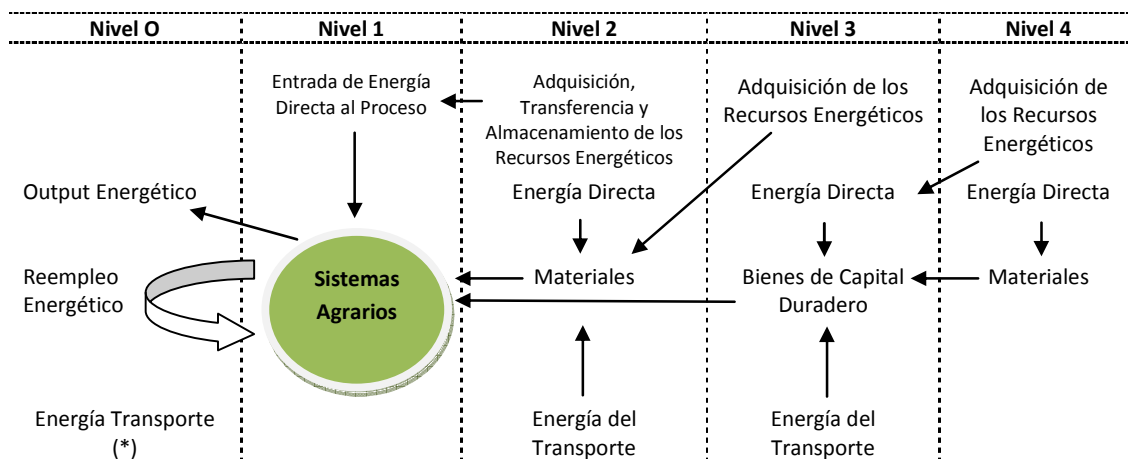 Nivel O
Nivel 1
Nivel 2
Nivel 3
Nivel 4
Output Energético
Reempleo
Energético
Energía Transporte
(*)
Entrada de Energía
Directa al Proceso
Sistemas
Agrarios
Adquisición,
Transferencia y
Almacenamiento de los
Recursos Energéticos
Energía Directa
Materiales
Energía del
Transporte
Adquisición de los
Recursos Energéticos
Energía Directa
Bienes de Capital
Duradero
Energía del
Transporte
Adquisición de
los Recursos
Energéticos
Energía Directa
Materiales